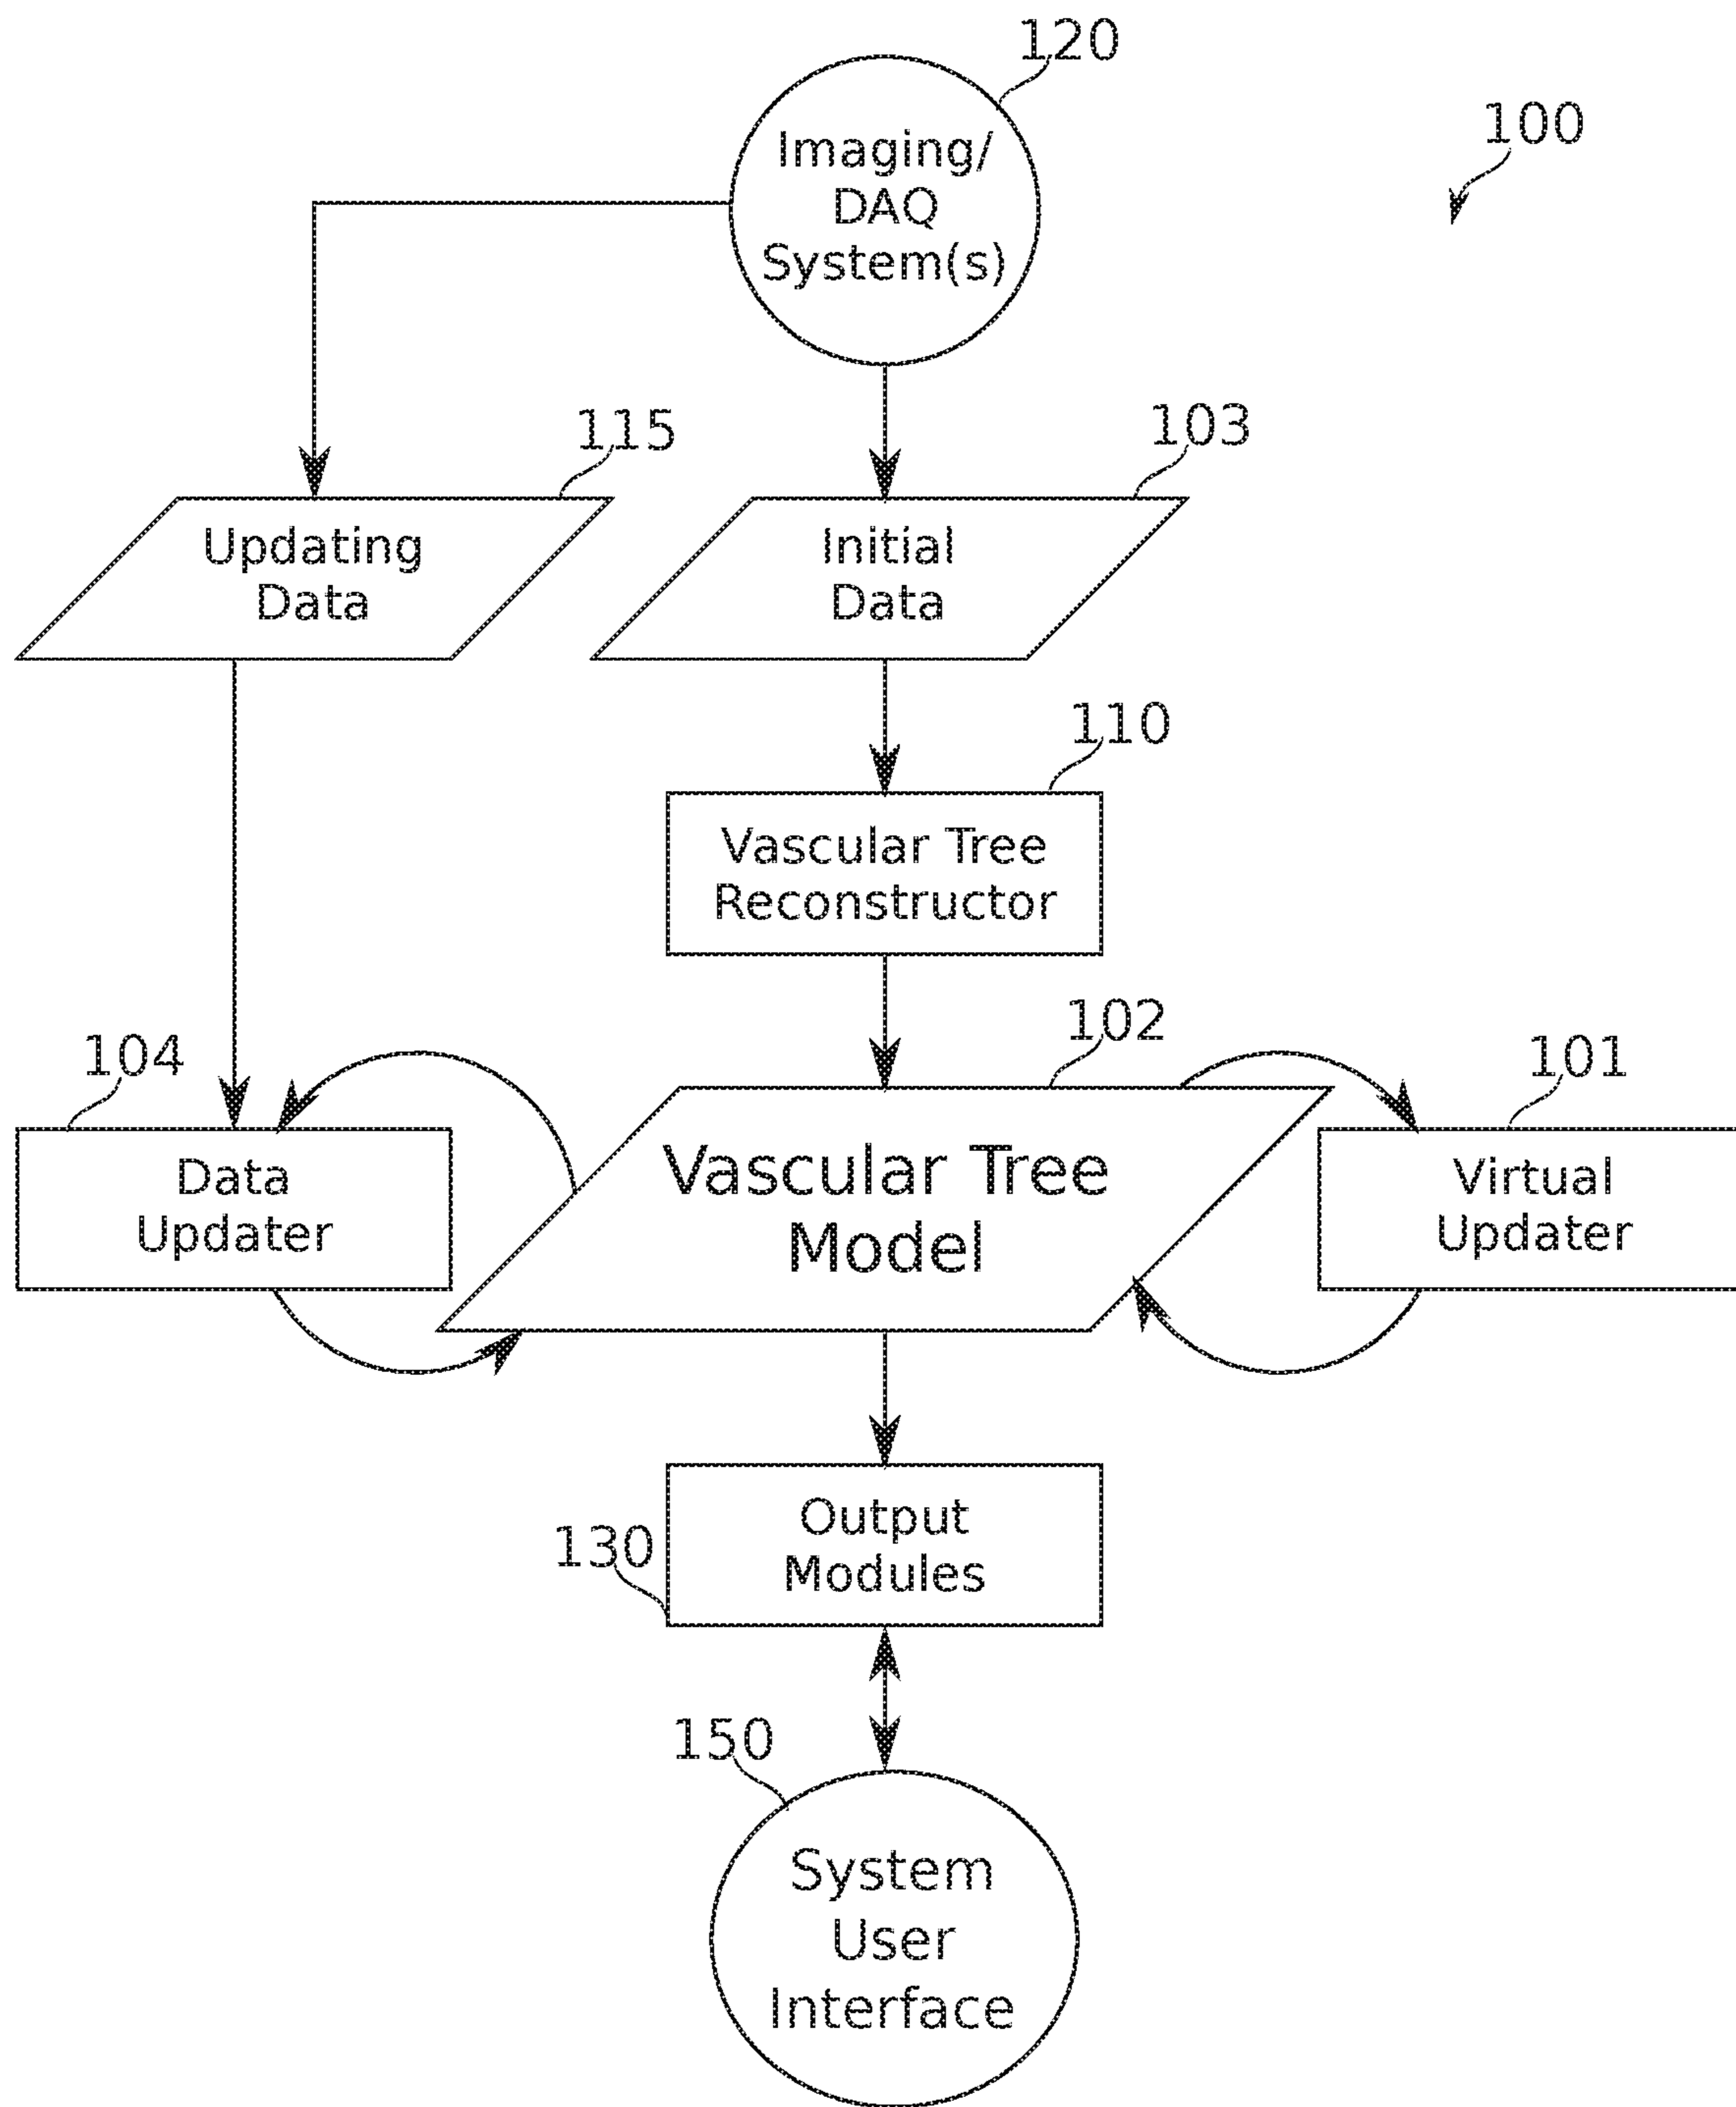 120
Imaging/
DAQ
System(s)
100
115
Updating
Data
103
Initial
Data
110
Vascular Tree
Reconstructor
104
Data
Updater
102
Vascular Tree
Model
101
Virtual
Updater
130
Output
Modules
150
System
User
Interface